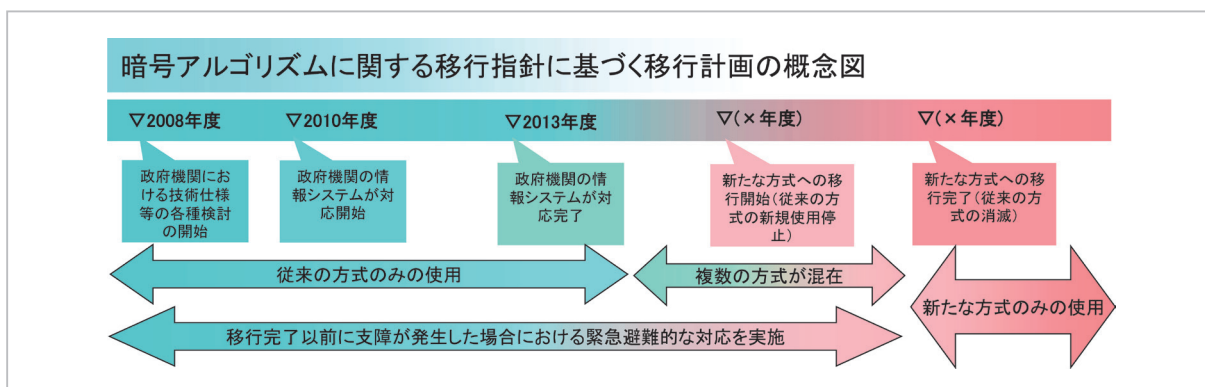 暗号アルゴリズムに関する移行指針に基づく移行計画の概念図
▽2008年度
▽2010年度
▽2013年度
▽(×年度)
▽(×年度)
政府機関にお
ける技術仕様
等の各種検討
の開始
政府機関の情
報システムが対
応開始
政府機関の情
報システムが対
応完了
新たな方式への移
行開始(従来の方
式の新規使用停
止)
新たな方式への移
行完了(従来の方
式の消滅)
従来の方式のみの使用
複数の方式が混在
新たな方式のみの使用
移行完了以前に支障が発生した場合における緊急避難的な対応を実施